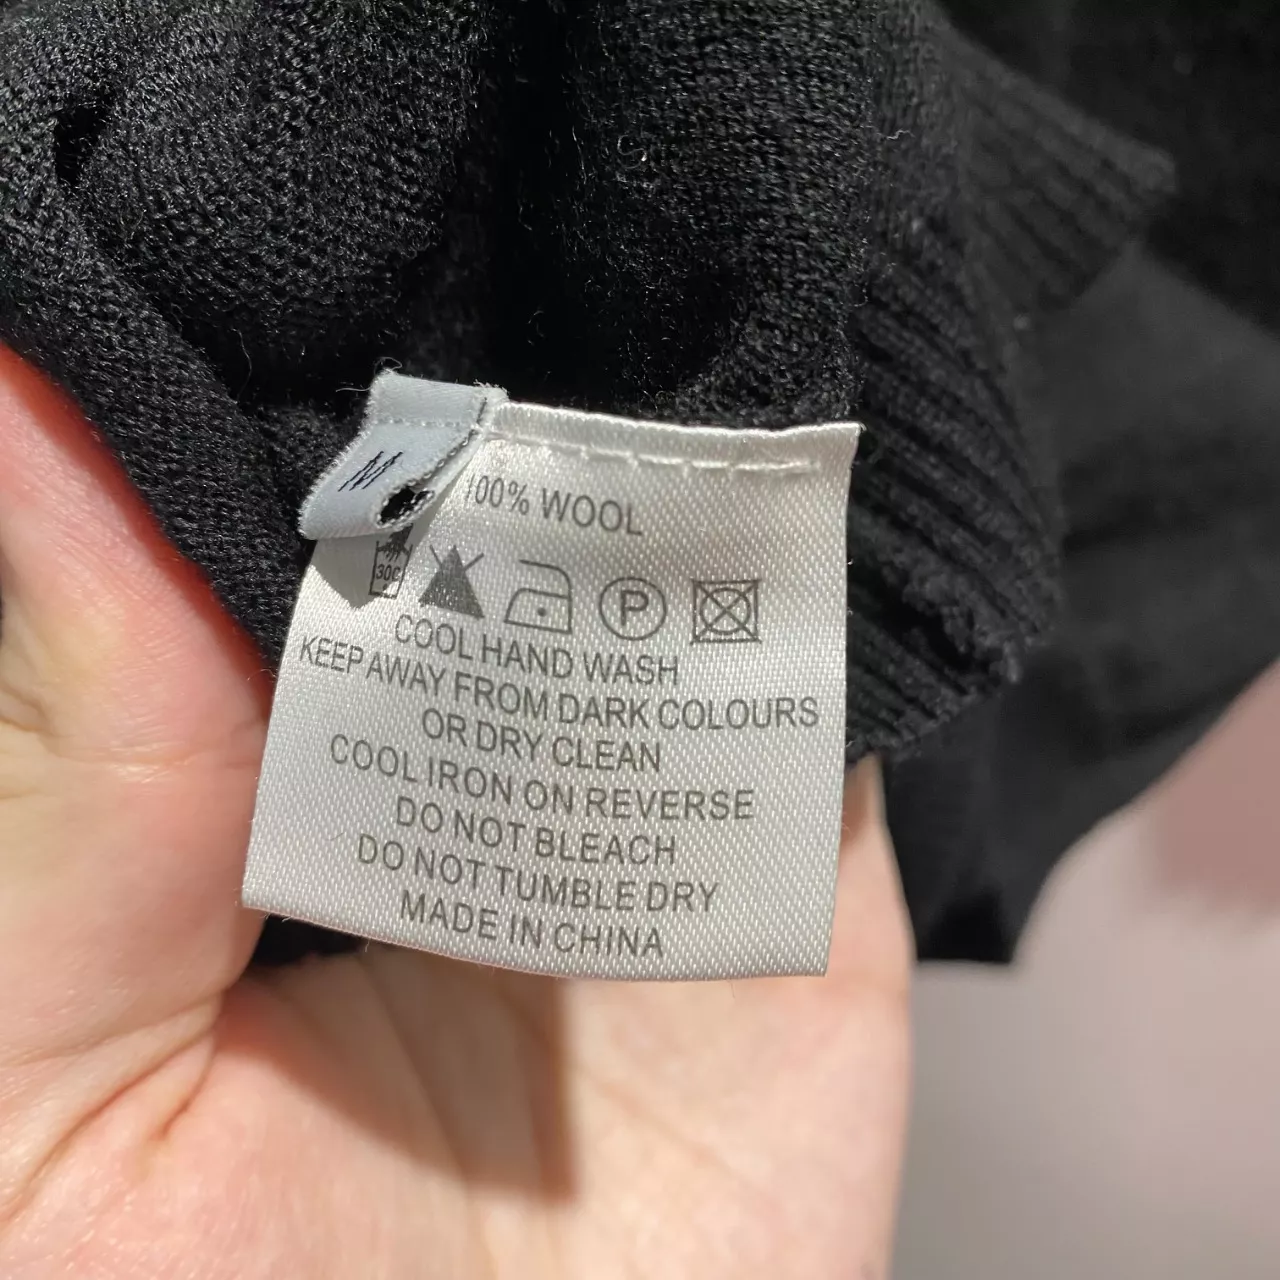 M
100% WOOL
30C
P
COOL HAND WASH
KEEP AWAY FROM DARK COLOURS
OR DRY CLEAN
COOL IRON ON REVERSE
DO NOT BLEACH
DO NOT TUMBLE DRY
MADE IN CHINA